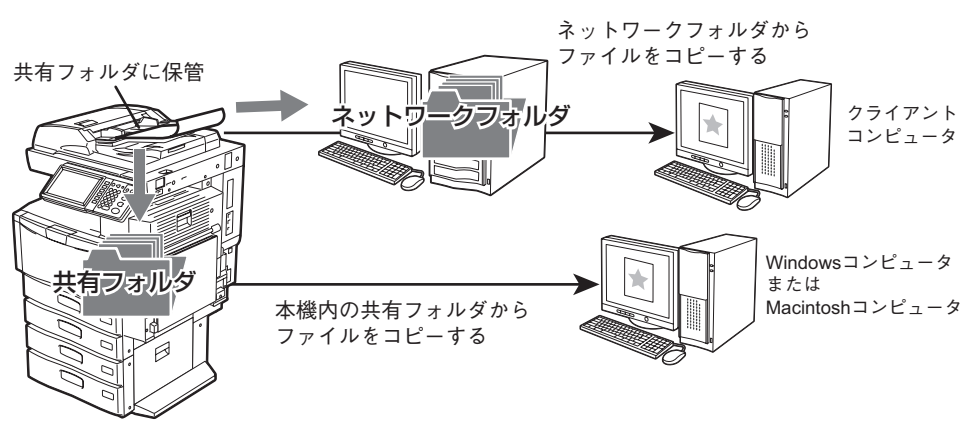 ネットワークフォルダから
ファイルをコピーする
共有フォルダに保管
ネットワークフォルダ
クライアント
コンピュータ
共有フォルダ
本機内の共有フォルダから
ファイルをコピーする
Windowsコンピュータ
または
Macintoshコンピュータ